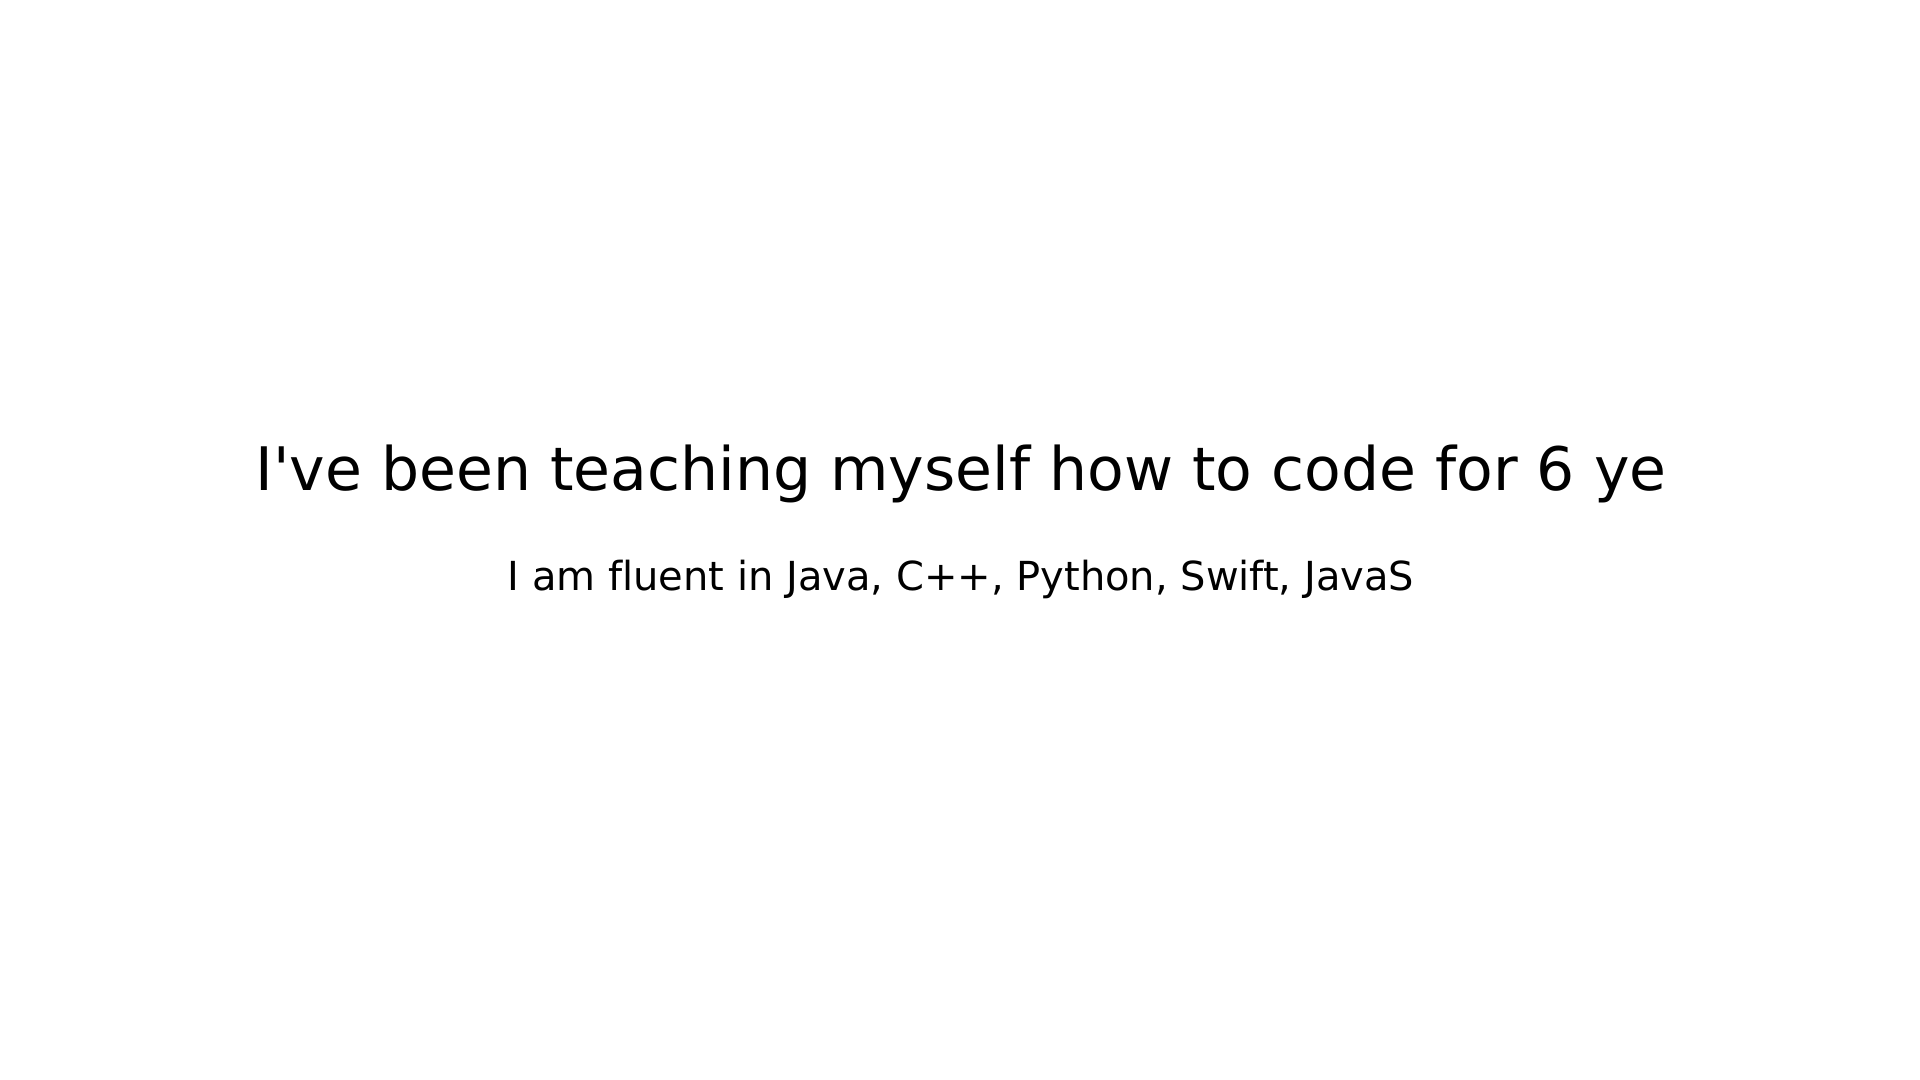 I've been teaching myself how to code for 6 ye
I am fluent in Java, C++, Python, Swift, JavaS